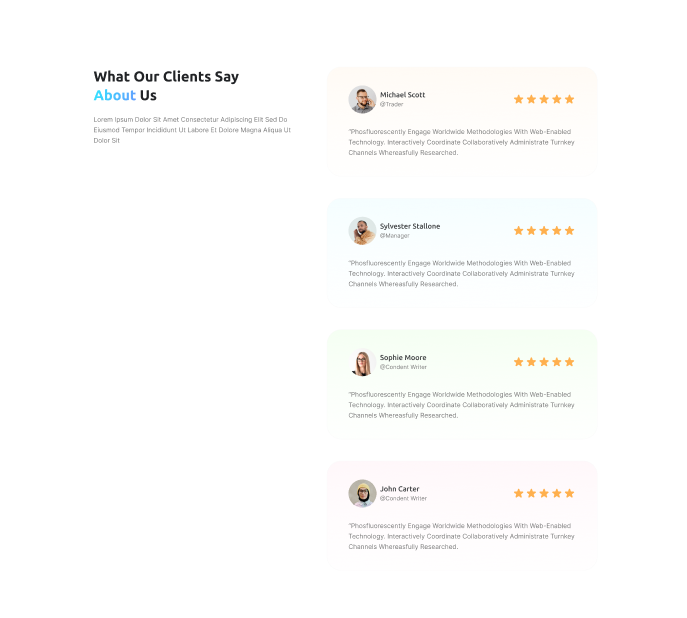 What Our Clients Say
About Us
Lorem Ipsum Dolor Sit Amet Consectetur Adipiscing Elit Sed Do
Eiusmod Tempor Incididunt Ut Labore Et Dolore Magna Aliqua Ut
Dolor Sit
Michael Scott
@Trader
"Phosfluorescently Engage Worldwide Methodologies With Web-Enabled
Technology. Interactively Coordinate Collaboratively Administrate Turnkey
Channels Whereasfully Researched.
Sylvester Stallone
@Manager
"Phosfluorescently Engage Worldwide Methodologies With Web-Enabled
Technology. Interactively Coordinate Collaboratively Administrate Turnkey
Channels Whereasfully Researched.
Sophie Moore
@Condent Writer
"Phosfluorescently Engage Worldwide Methodologies With Web-Enabled
Technology. Interactively Coordinate Collaboratively Administrate Turnkey
Channels Whereasfully Researched.
John Carter
@Condent Writer
"Phosfluorescently Engage Worldwide Methodologies With Web-Enabled
Technology. Interactively Coordinate Collaboratively Administrate Turnkey
Channels Whereasfully Researched.